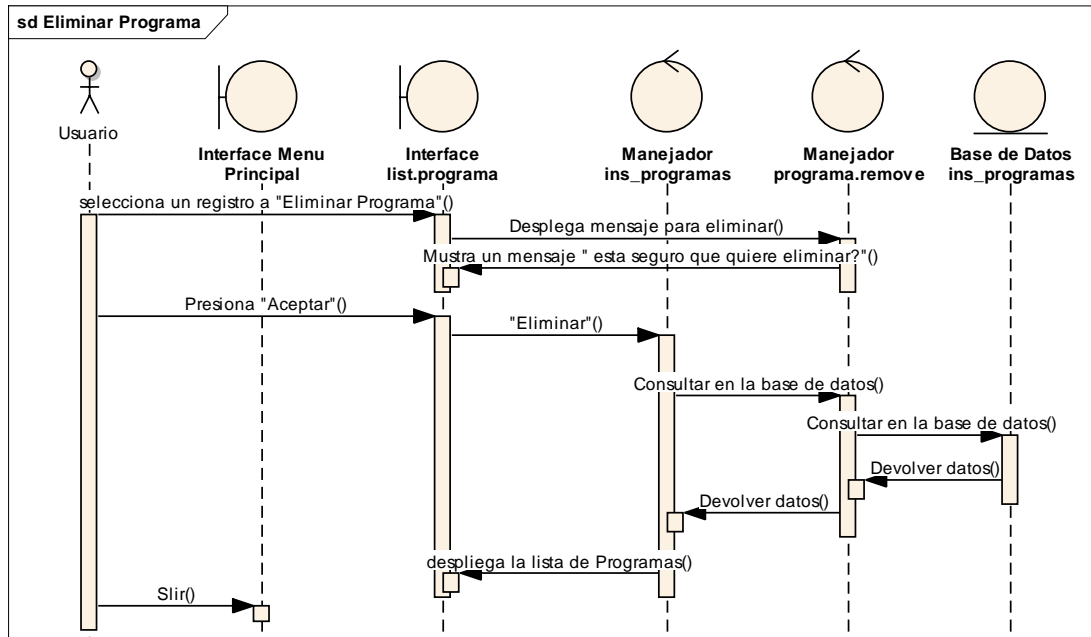 sd Eliminar Programa
Usuario
Interface Menu
Principal
Interface
list.programa
Manejador
ins_programas
Manejador
programa.remove
Base de Datos
ins_programas
selecciona un registro a "Eliminar Programa"()
Desplega mensaje para eliminar()
Mustra un mensaje " esta seguro que quiere eliminar?"()
Presiona "Aceptar"()
"Eliminar"()
Consultar en la base de datos()
Consultar en la base de datos()
Devolver datos()
Devolver datos()
despliega la lista de Programas()
Slir()